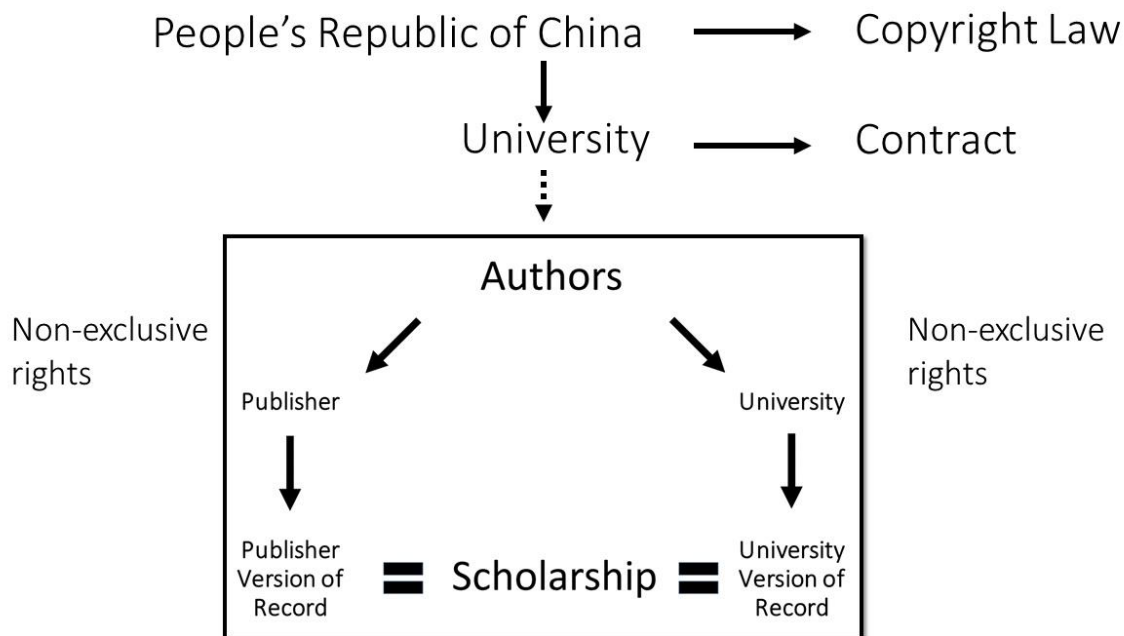 People’s Republic of China
Copyright Law
University
Contract
Authors
Non-exclusive
rights
Non-exclusive
rights
Publisher
University
Publisher
Version of
Record
Scholarship
University
Version of
Record